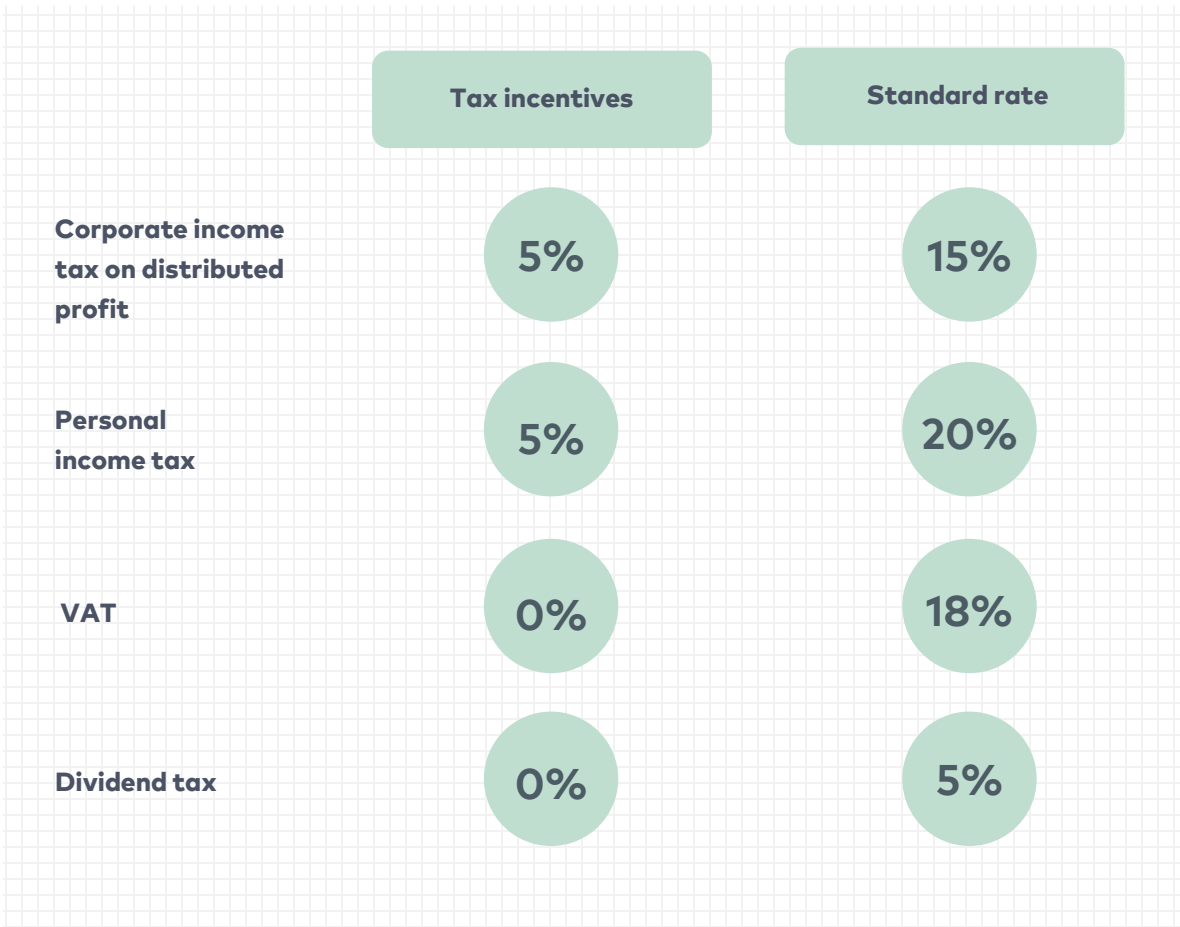 Tax incentives
Standard rate
Corporate income
tax on distributed
profit
5%
15%
Personal
income tax
5%
20%
VAT
0%
18%
Dividend tax
0%
5%